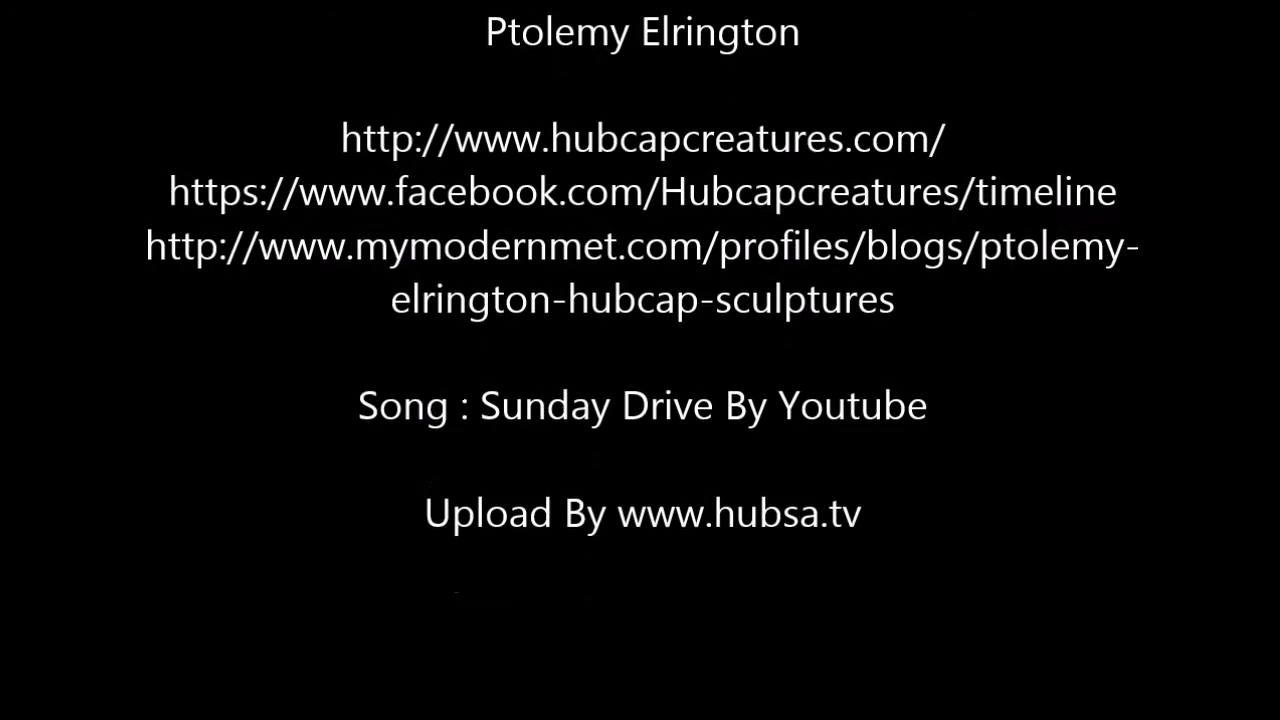 Ptolemy Elrington
http://www.hubcapcreatures.com/
https://www.facebook.com/Hubcapcreatures/timeline
http://www.mymodernmet.com/profiles/blogs/ptolemy-
elrington-hubcap-sculptures
Song : Sunday Drive By Youtube
Upload By www.hubsa.tv